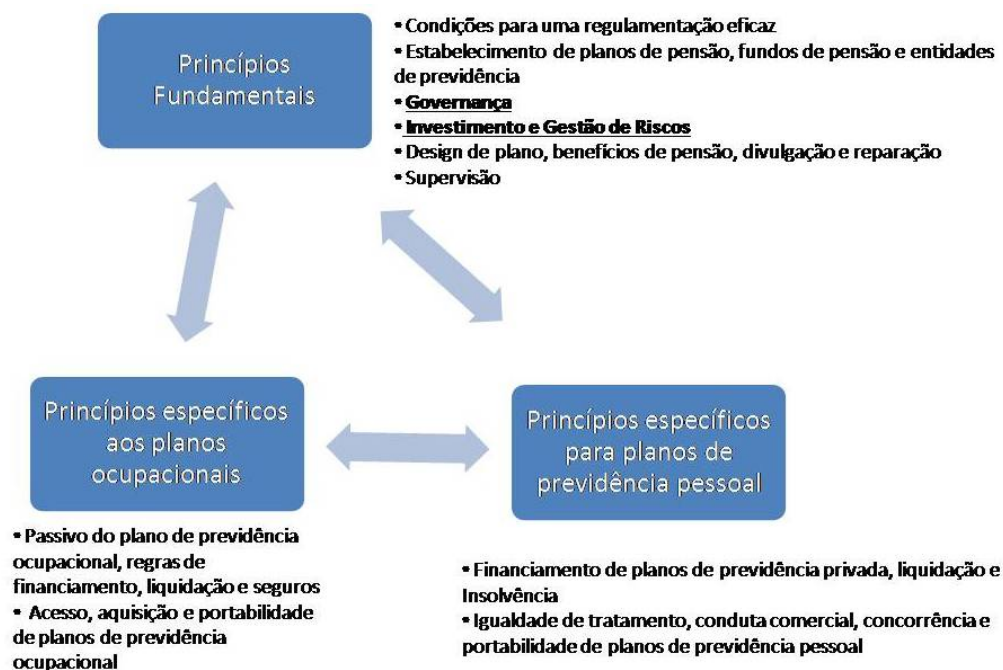 Princípios
Fundamentais
• Condições para uma regulamentação eficaz
• Estabelecimento de planos de pensão, fundos de pensão e entidades
de previdência
• Governança
• Investimento e Gestão de Riscos
• Design de plano, benefícios de pensão, divulgação e reparação
• Supervisão
Princípios específicos
aos planos
ocupacionais
• Passivo do plano de previdência
ocupacional, regras de
financiamento, liquidação e seguros
• Acesso, aquisição e portabilidade
de planos de previdência
ocupacional
Princípios específicos
para planos de
previdência pessoal
• Financiamento de planos de previdência privada, liquidação e
Insolvência
• Igualdade de tratamento, conduta comercial, concorrência e
portabilidade de planos de previdência pessoal